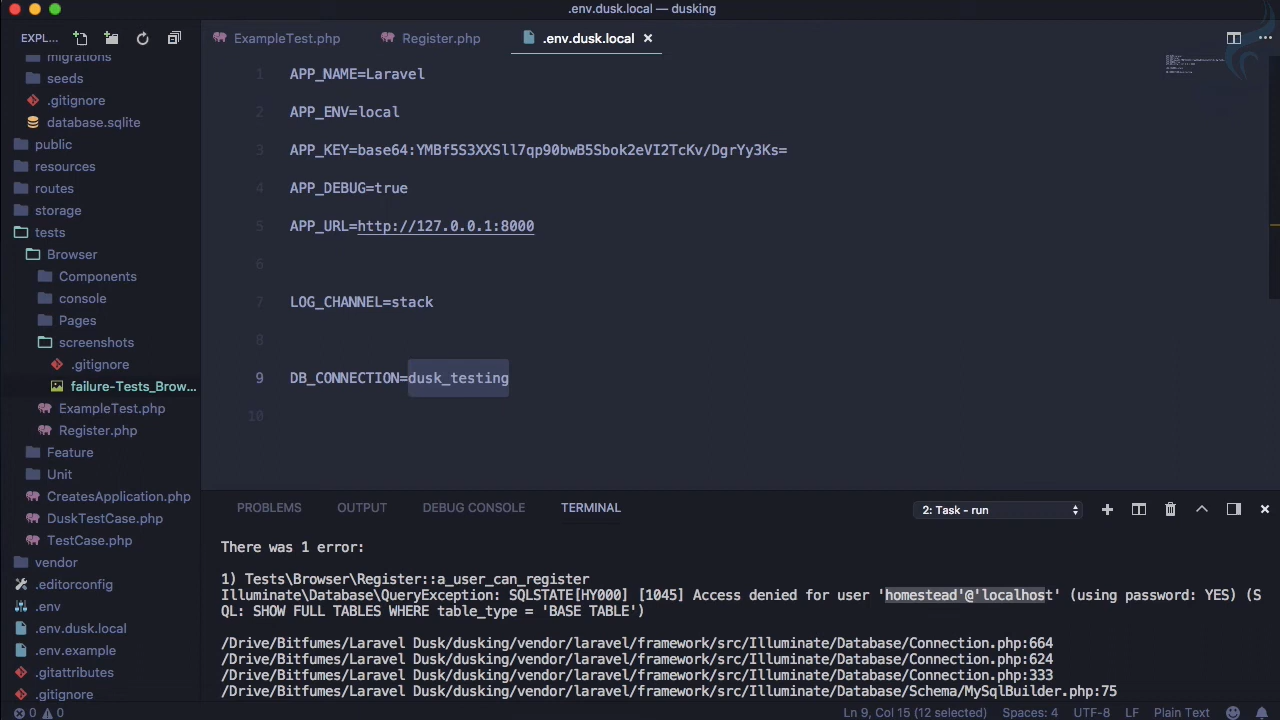 .env.dusk.local — dusking
EXPL...
ExampleTest.php
Register.php
.env.dusk.local
migrations
seeds
.gitignore
database.sqlite
public
resources
routes
storage
tests
Browser
Components
console
Pages
screenshots
.gitignore
failure-Tests_Brow...
ExampleTest.php
Register.php
Feature
Unit
CreatesApplication.php
DuskTestCase.php
TestCase.php
vendor
.editorconfig
.env
.env.dusk.local
.env.example
.gitattributes
.gitignore
1 APP_NAME=Laravel
2 APP_ENV=local
3 APP_KEY=base64:YMBf5S3XXSll7qp90bwB5Sbok2eVI2TcKv/DgrYy3Ks=
4 APP_DEBUG=true
5 APP_URL=http://127.0.0.1:8000
6
7 LOG_CHANNEL=stack
8
9 DB_CONNECTION=dusk_testing
10
PROBLEMS OUTPUT DEBUG CONSOLE TERMINAL 2: Task - run
There was 1 error:
1) Tests\Browser\Register::a_user_can_register
Illuminate\Database\QueryException: SQLSTATE[HY000] [1045] Access denied for user 'homestead'@'localhost' (using password: YES) (S
QL: SHOW FULL TABLES WHERE table_type = 'BASE TABLE')
/Drive/Bitfumes/Laravel Dusk/dusking/vendor/laravel/framework/src/Illuminate/Database/Connection.php:664
/Drive/Bitfumes/Laravel Dusk/dusking/vendor/laravel/framework/src/Illuminate/Database/Connection.php:624
/Drive/Bitfumes/Laravel Dusk/dusking/vendor/laravel/framework/src/Illuminate/Database/Connection.php:333
/Drive/Bitfumes/Laravel Dusk/dusking/vendor/laravel/framework/src/Illuminate/Database/Schema/MySqlBuilder.php:75
0 0 Ln 9, Col 15 (12 selected) Spaces: 4 UTF-8 LF Plain Text